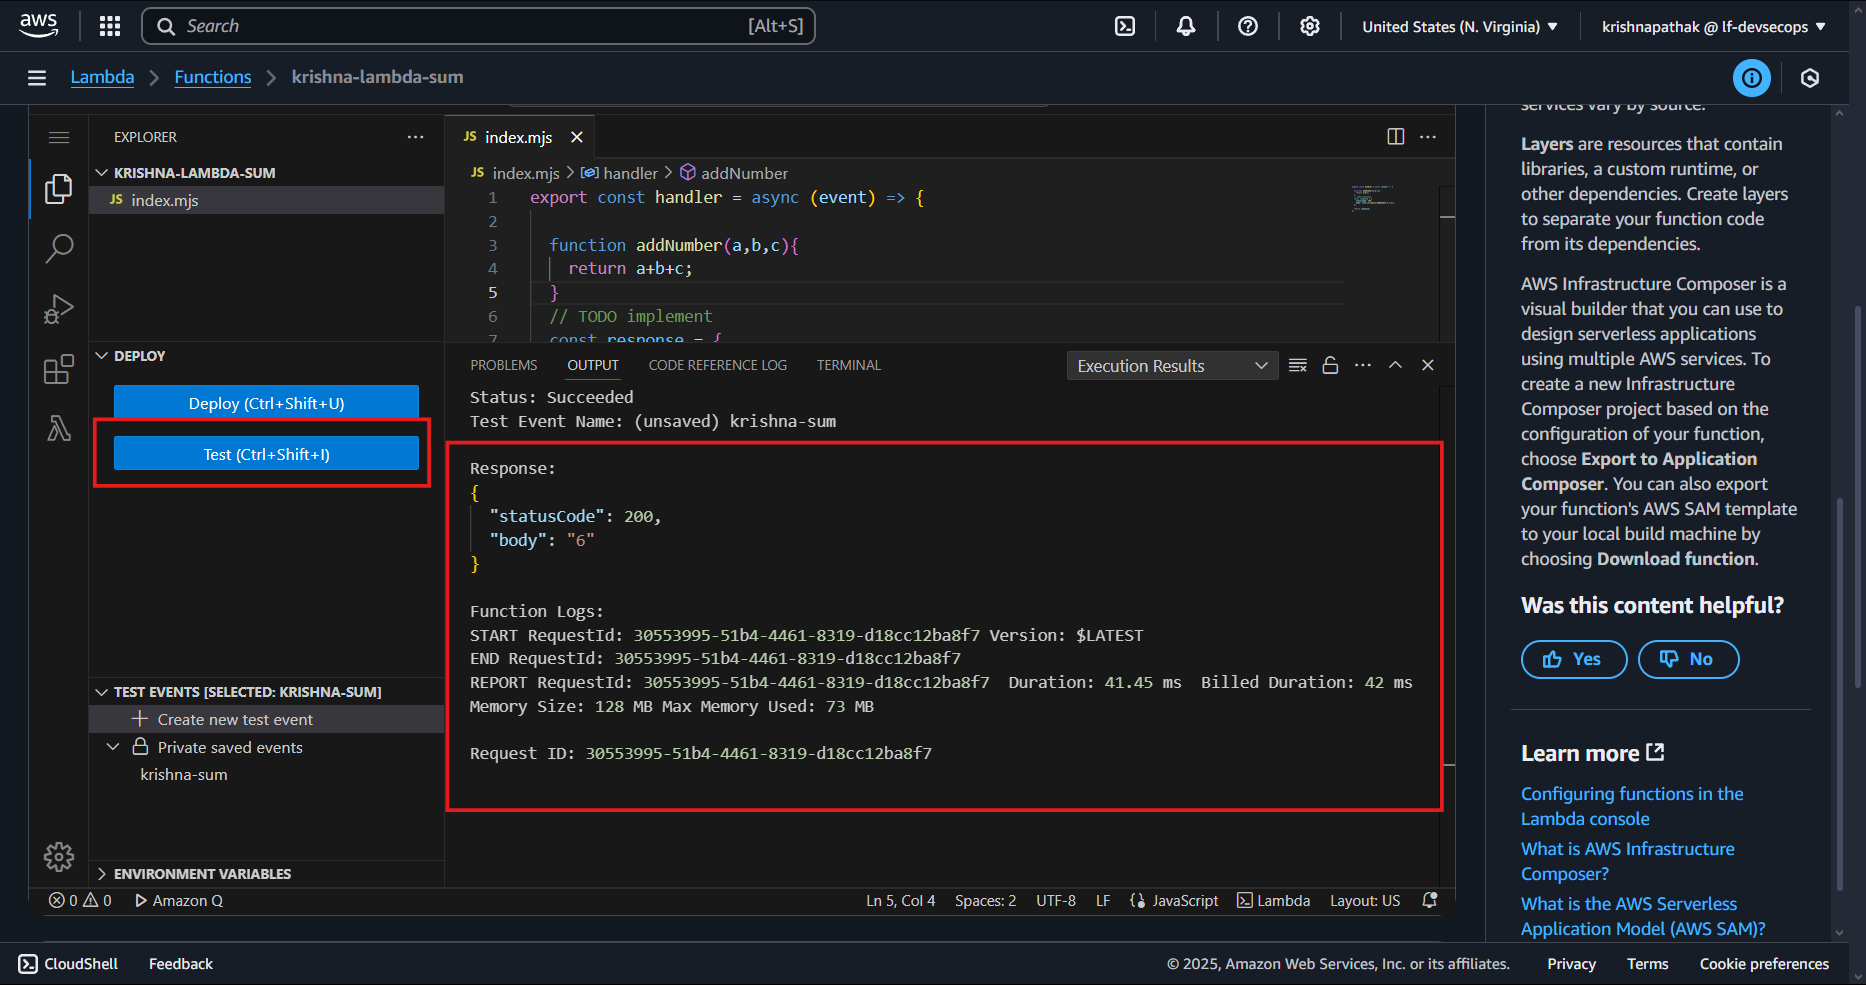 aws
Search
[Alt+S]
United States (N. Virginia)
krishnapathak @ lf-devsecops
Lambda
Functions
krishna-lambda-sum
EXPLORER
KRISHNA-LAMBDA-SUM
JS index.mjs
DEPLOY
Deploy (Ctrl+Shift+U)
Test (Ctrl+Shift+I)
TEST EVENTS [SELECTED: KRISHNA-SUM]
Create new test event
Private saved events
krishna-sum
ENVIRONMENT VARIABLES
JS index.mjs
JS index.mjs > handler > addNumber
1 export const handler = async (event) => {
2
3 function addNumber(a,b,c){
4 return a+b+c;
5 }
6 // TODO implement
7 const response = {
PROBLEMS
OUTPUT
CODE REFERENCE LOG
TERMINAL
Execution Results
Status: Succeeded
Test Event Name: (unsaved) krishna-sum
Response:
{
"statusCode": 200,
"body": "6"
}
Function Logs:
START RequestId: 30553995-51b4-4461-8319-d18cc12ba8f7 Version: $LATEST
END RequestId: 30553995-51b4-4461-8319-d18cc12ba8f7
REPORT RequestId: 30553995-51b4-4461-8319-d18cc12ba8f7 Duration: 41.45 ms Billed Duration: 42 ms
Memory Size: 128 MB Max Memory Used: 73 MB
Request ID: 30553995-51b4-4461-8319-d18cc12ba8f7
0 0
Amazon Q
Ln 5, Col 4
Spaces: 2
UTF-8
LF
JavaScript
Lambda
Layout: US
services vary by source.
Layers are resources that contain
libraries, a custom runtime, or
other dependencies. Create layers
to separate your function code
from its dependencies.
AWS Infrastructure Composer is a
visual builder that you can use to
design serverless applications
using multiple AWS services. To
create a new Infrastructure
Composer project based on the
configuration of your function,
choose Export to Application
Composer. You can also export
your function's AWS SAM template
to your local build machine by
choosing Download function.
Was this content helpful?
Yes
No
Learn more
Configuring functions in the
Lambda console
What is AWS Infrastructure
Composer?
What is the AWS Serverless
Application Model (AWS SAM)?
CloudShell
Feedback
© 2025, Amazon Web Services, Inc. or its affiliates.
Privacy
Terms
Cookie preferences